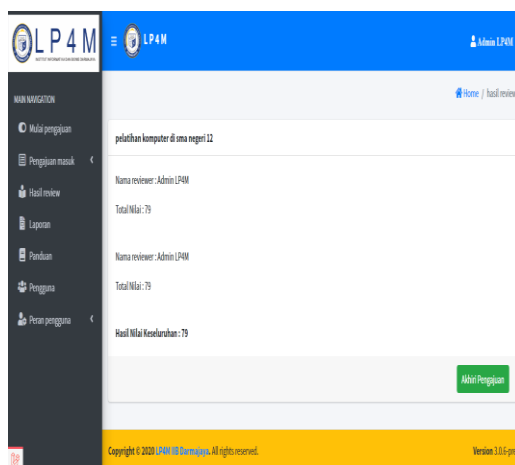 LP4M
LP4M
Admin LP4M
Home / hasil review
MAIN NAVIGATION
Mulai pengajuan
Pengajuan masuk
Hasil review
Laporan
Panduan
Pengguna
Peran pengguna
pelatihan komputer di sma negeri 12
Nama reviewer : Admin LP4M
Total Nilai : 79
Nama reviewer : Admin LP4M
Total Nilai : 79
Hasil Nilai Keseluruhan : 79
Akhiri Pengajuan
Copyright © 2020 LP4M IIB Darmajaya. All rights reserved.
Version 3.0.6-pre